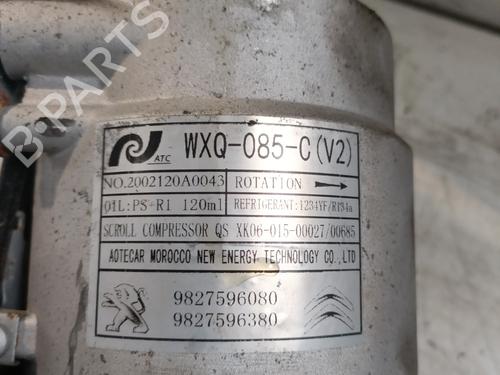 ATC
WXQ-085-C(V2)
NO.2002120A0043
ROTATION
OIL:PS-R1 120ml
REFRIGERANT:1234YF/R134a
SCROLL COMPRESSOR QS XK06-015-00027/00685
AOTECAR MOROCCO NEW ENERGY TECHNOLOGY CO.,LTD
9827596080
9827596380
B-PARTS